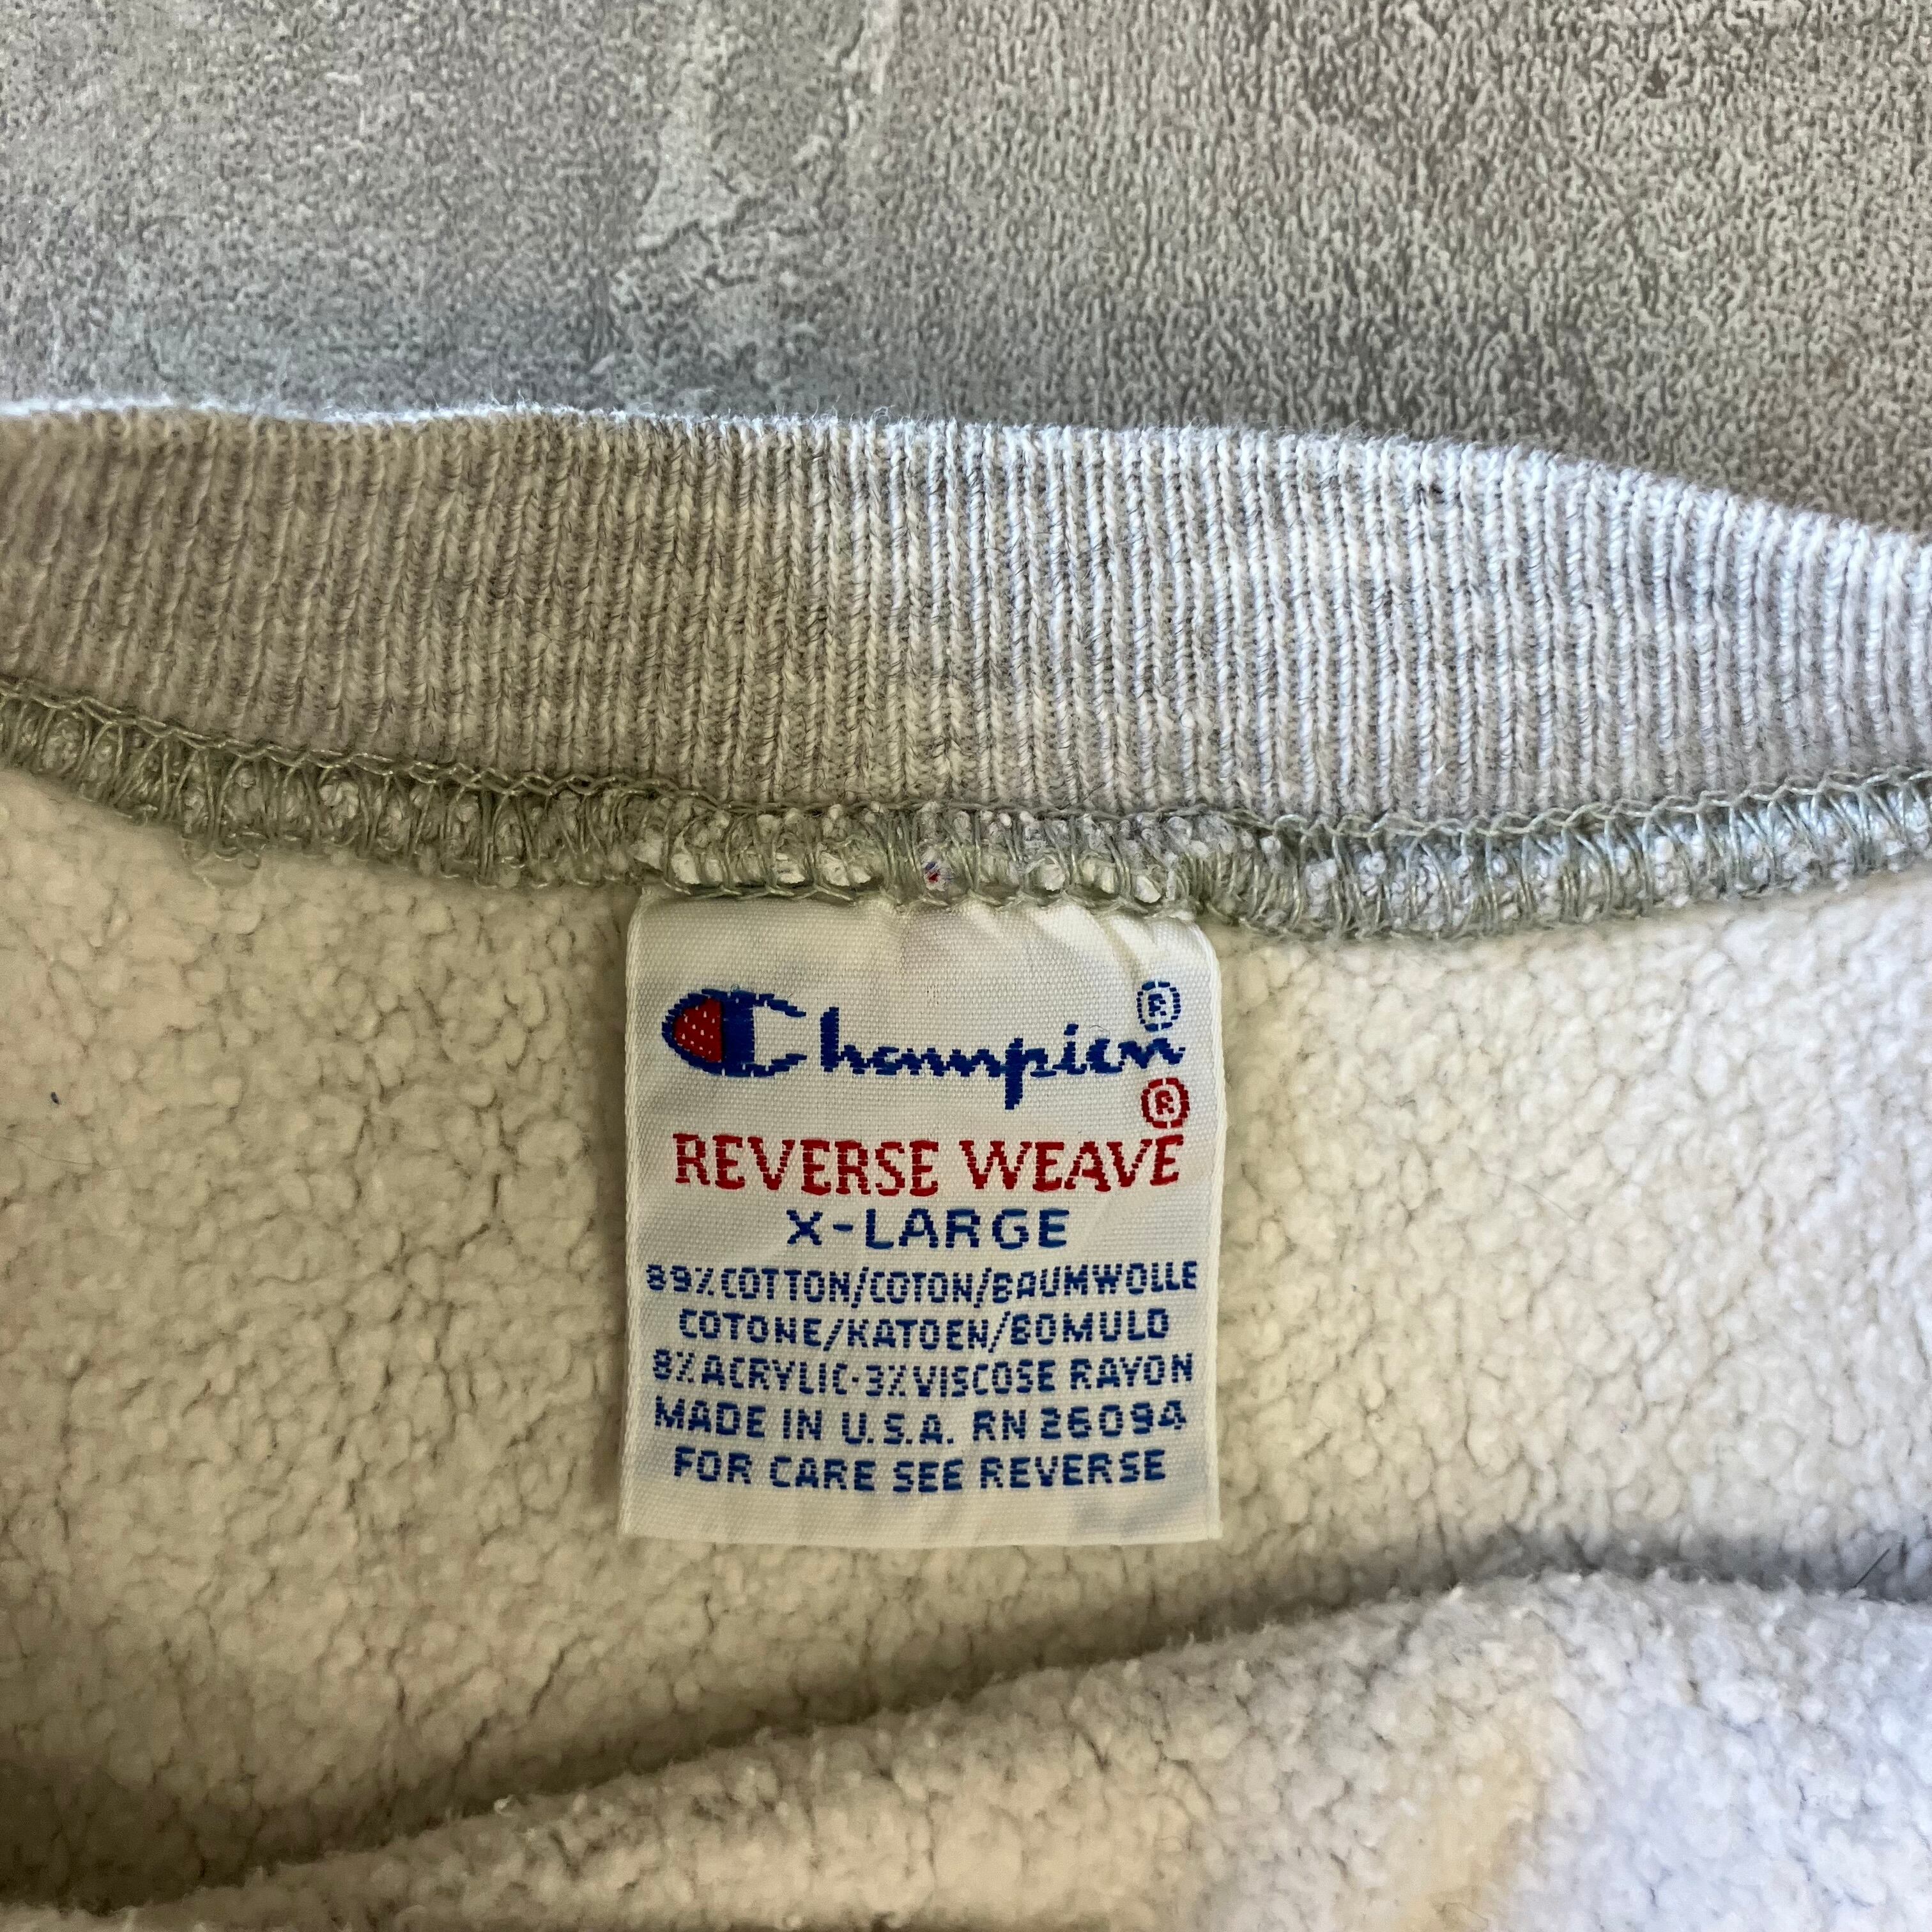 Champion®
®
REVERSE WEAVE
X-LARGE
89% COTTON/COTON/BAUMWOLLE
COTONE/KATOEN/BOMULD
8% ACRYLIC·3% VISCOSE RAYON
MADE IN U.S.A. RN 26094
FOR CARE SEE REVERSE